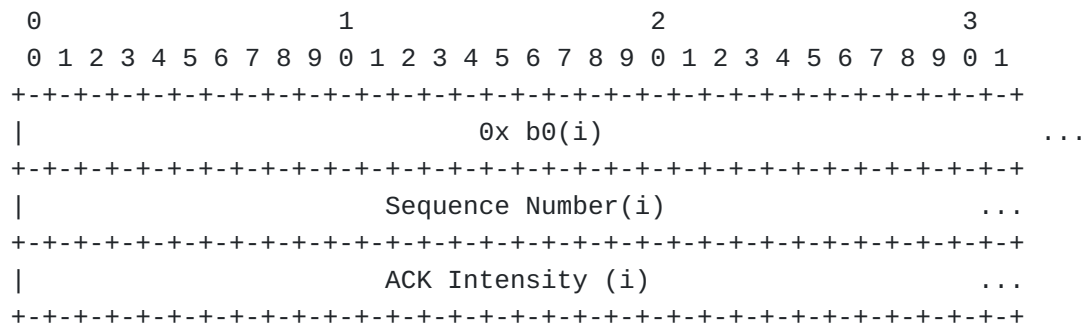 0                   1                   2                   3
 0 1 2 3 4 5 6 7 8 9 0 1 2 3 4 5 6 7 8 9 0 1 2 3 4 5 6 7 8 9 0 1
+-+-+-+-+-+-+-+-+-+-+-+-+-+-+-+-+-+-+-+-+-+-+-+-+-+-+-+-+-+-+-+-+
|                             0x b0(i)                            ...
+-+-+-+-+-+-+-+-+-+-+-+-+-+-+-+-+-+-+-+-+-+-+-+-+-+-+-+-+-+-+-+-+
|                       Sequence Number(i)                    ...
+-+-+-+-+-+-+-+-+-+-+-+-+-+-+-+-+-+-+-+-+-+-+-+-+-+-+-+-+-+-+-+-+
|                       ACK Intensity (i)                     ...
+-+-+-+-+-+-+-+-+-+-+-+-+-+-+-+-+-+-+-+-+-+-+-+-+-+-+-+-+-+-+-+-+